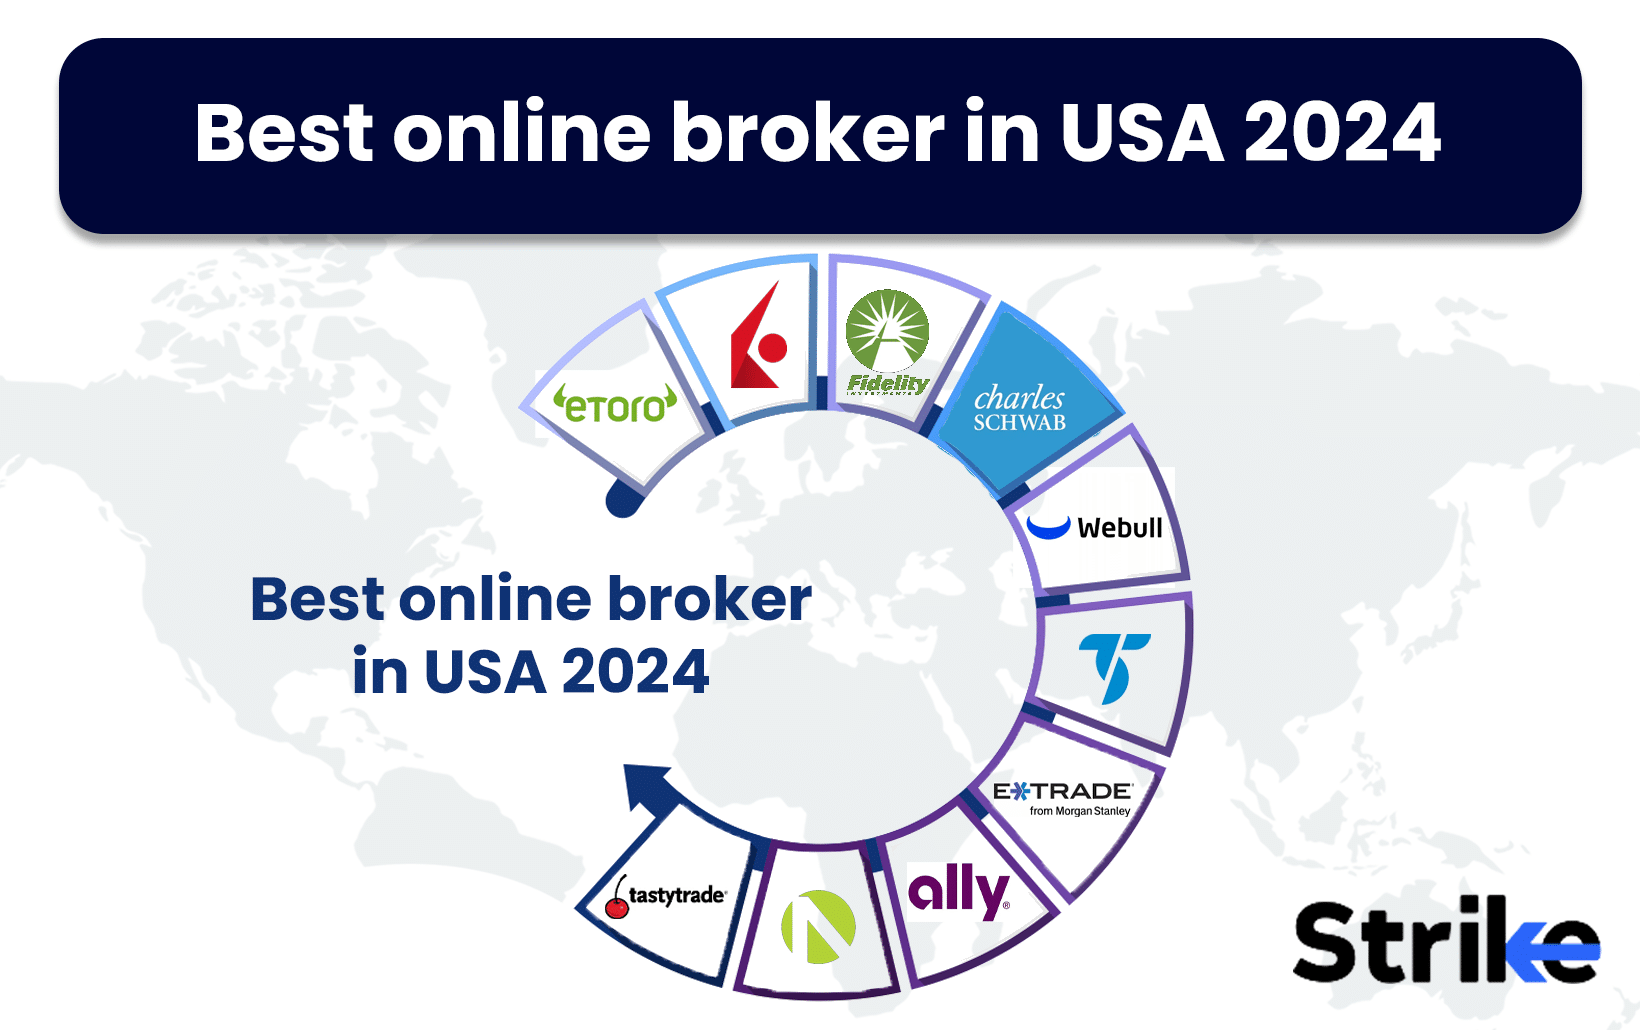 Best online broker in USA 2024
eToro
Fidelity
INVESTMENTS
charles
SCHWAB
Webull
E*TRADE
from Morgan Stanley
ally®
tastytrade
Best online broker
in USA 2024
Strike